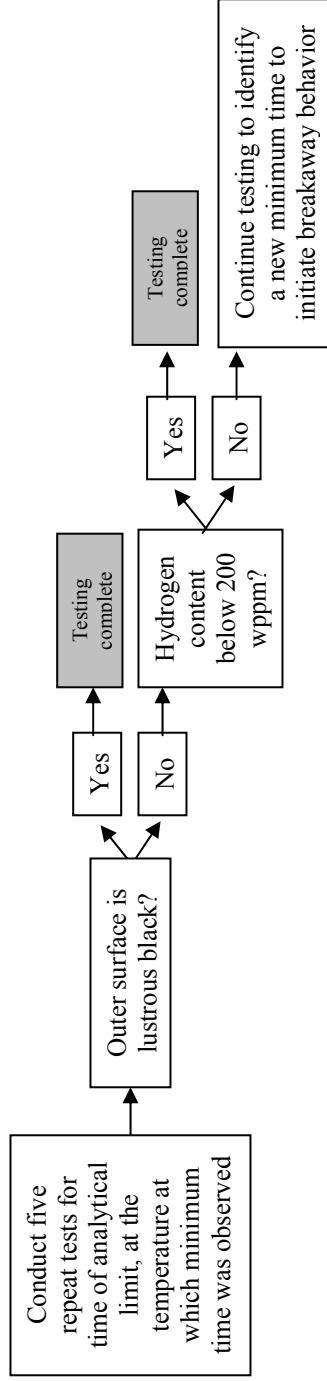 Conduct five
repeat tests for
time of analytical
limit, at the
temperature at
which minimum
time was observed
Outer surface is
lustrous black?
Yes
No
Testing
complete
Hydrogen
content
below 200
wppm?
Yes
No
Testing
complete
Continue testing to identify
a new minimum time to
initiate breakaway behavior